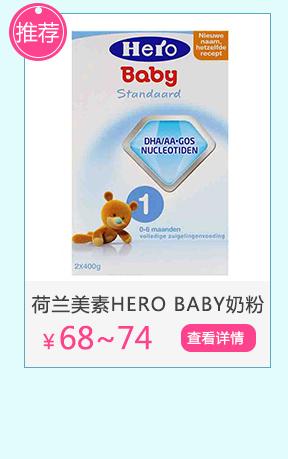 推荐
Nieuwe
naam,
hetzelfde
recept
Hero
Baby
Standaard
DHA/AA•GOS
NUCLEOTIDEN
1
0-6 maanden
volledige zuigelingenvoeding
2x400g
荷兰美素HERO BABY奶粉
¥ 68~74
查看详情